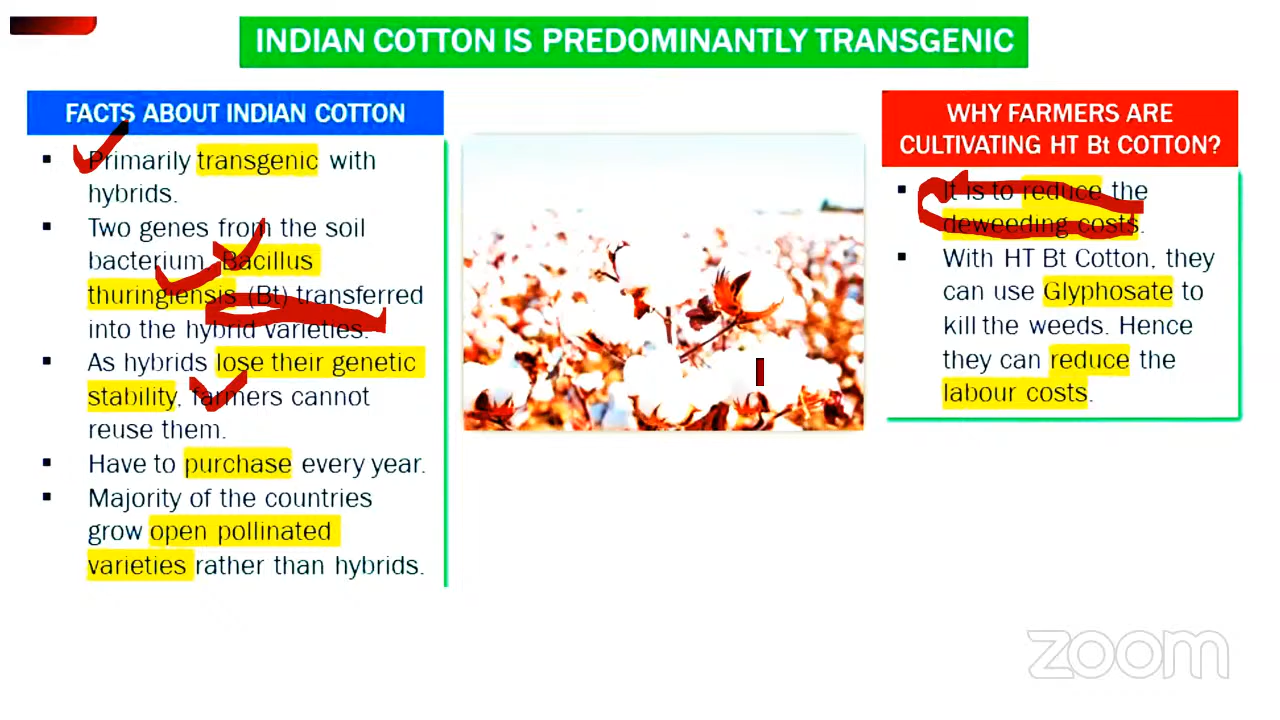 INDIAN COTTON IS PREDOMINANTLY TRANSGENIC
FACTS ABOUT INDIAN COTTON
▪ Primarily transgenic with
hybrids.
▪ Two genes from the soil
bacterium, Bacillus
thuringiensis (Bt) transferred
into the hybrid varieties.
▪ As hybrids lose their genetic
stability, farmers cannot
reuse them.
▪ Have to purchase every year.
▪ Majority of the countries
grow open pollinated
varieties rather than hybrids.
WHY FARMERS ARE
CULTIVATING HT Bt COTTON?
▪ It is to reduce the
deweeding costs.
▪ With HT Bt Cotton, they
can use Glyphosate to
kill the weeds. Hence
they can reduce the
labour costs.
zoom